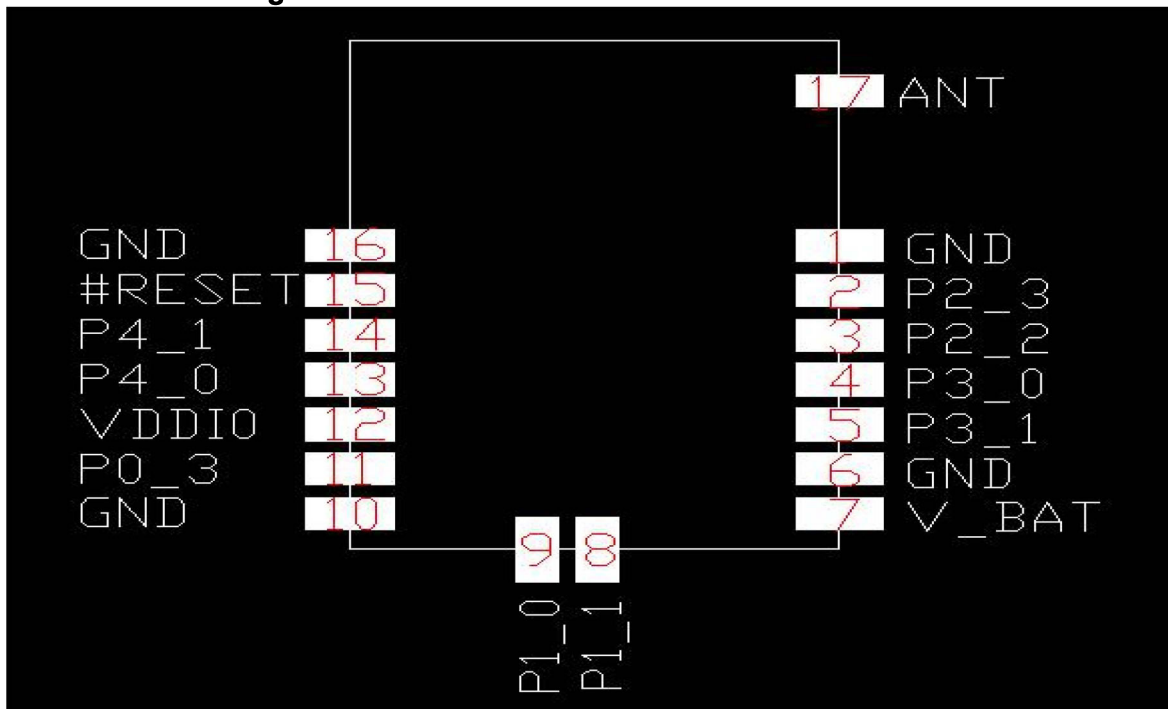 17 ANT
GND 16 1 GND
#RESET 15 2 P2_3
P4_1 14 3 P2_2
P4_0 13 4 P3_0
VDDIO 12 5 P3_1
P0_3 11 6 GND
GND 10 7 V_BAT
9 8
P1_0 P1_1